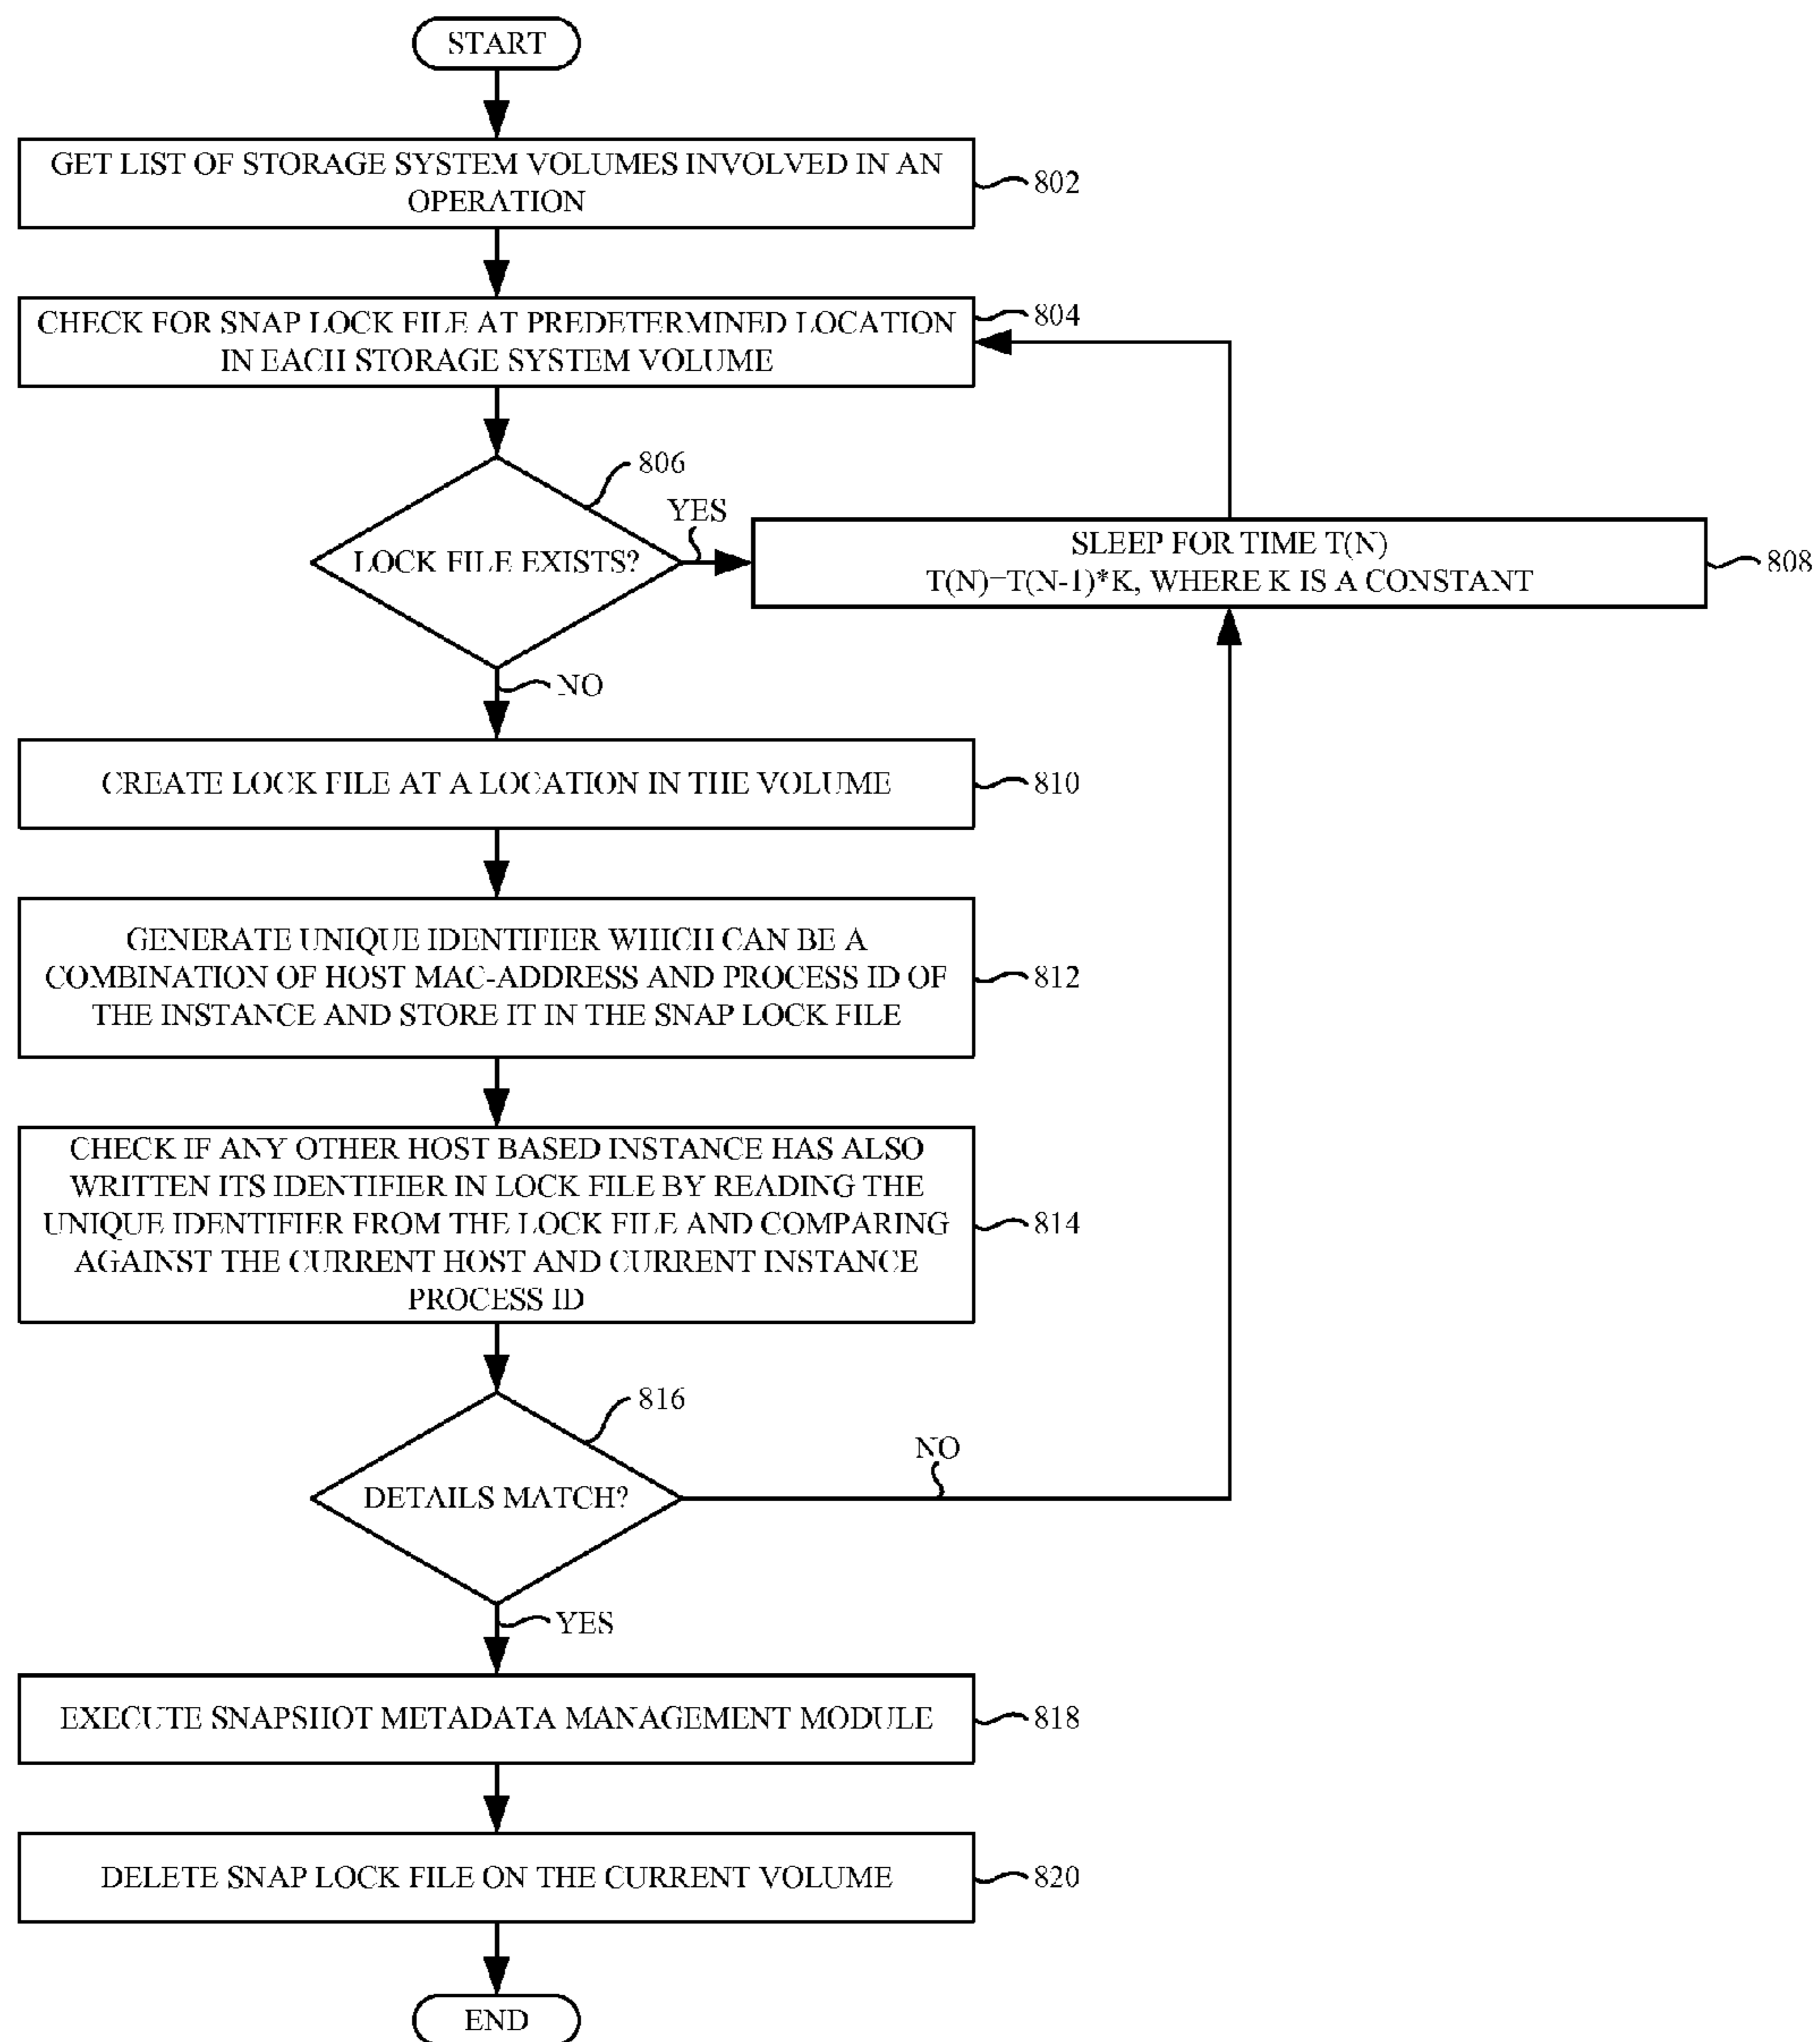 START
GET LIST OF STORAGE SYSTEM VOLUMES INVOLVED IN AN
OPERATION
802
CHECK FOR SNAP LOCK FILE AT PREDETERMINED LOCATION
IN EACH STORAGE SYSTEM VOLUME
804
806
LOCK FILE EXISTS?
YES
SLEEP FOR TIME T(N)
T(N)=T(N-1)*K, WHERE K IS A CONSTANT
808
NO
CREATE LOCK FILE AT A LOCATION IN THE VOLUME
810
GENERATE UNIQUE IDENTIFIER WHICH CAN BE A
COMBINATION OF HOST MAC-ADDRESS AND PROCESS ID OF
THE INSTANCE AND STORE IT IN THE SNAP LOCK FILE
812
CHECK IF ANY OTHER HOST BASED INSTANCE HAS ALSO
WRITTEN ITS IDENTIFIER IN LOCK FILE BY READING THE
UNIQUE IDENTIFIER FROM THE LOCK FILE AND COMPARING
AGAINST THE CURRENT HOST AND CURRENT INSTANCE
PROCESS ID
814
816
DETAILS MATCH?
NO
YES
EXECUTE SNAPSHOT METADATA MANAGEMENT MODULE
818
DELETE SNAP LOCK FILE ON THE CURRENT VOLUME
820
END